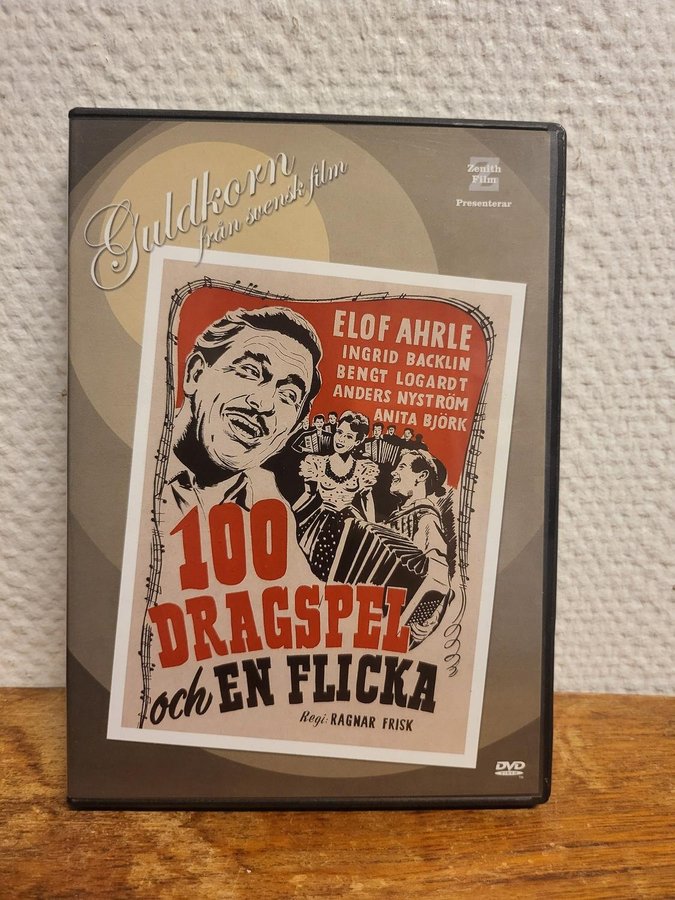 Guldkorn
från svensk film
Zenith
Film
Presenterar
ELOF AHRLE
INGRID BACKLIN
BENGT LOGARDT
ANDERS NYSTRÖM
ANITA BJÖRK
100
DRAGSPEL
och EN FLICKA
Regi: RAGNAR FRISK
DVD
VIDEO